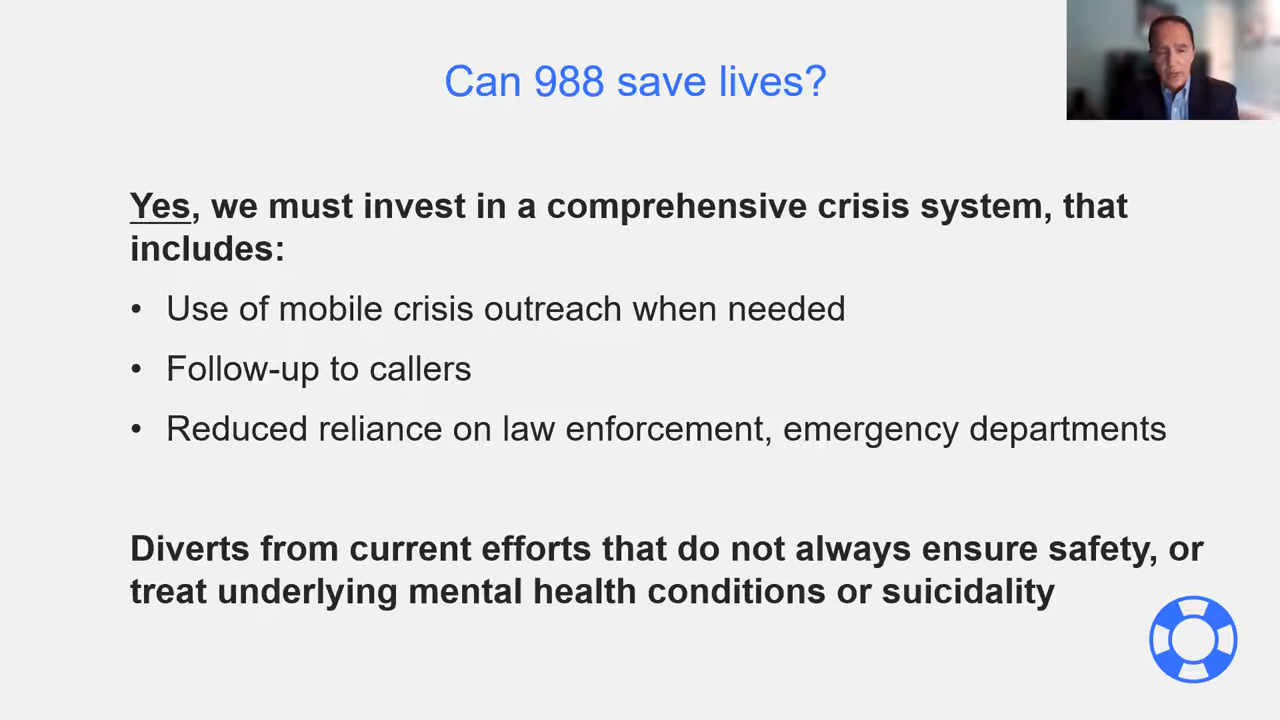 Can 988 save lives?
Yes, we must invest in a comprehensive crisis system, that
includes:
• Use of mobile crisis outreach when needed
• Follow-up to callers
• Reduced reliance on law enforcement, emergency departments
Diverts from current efforts that do not always ensure safety, or
treat underlying mental health conditions or suicidality